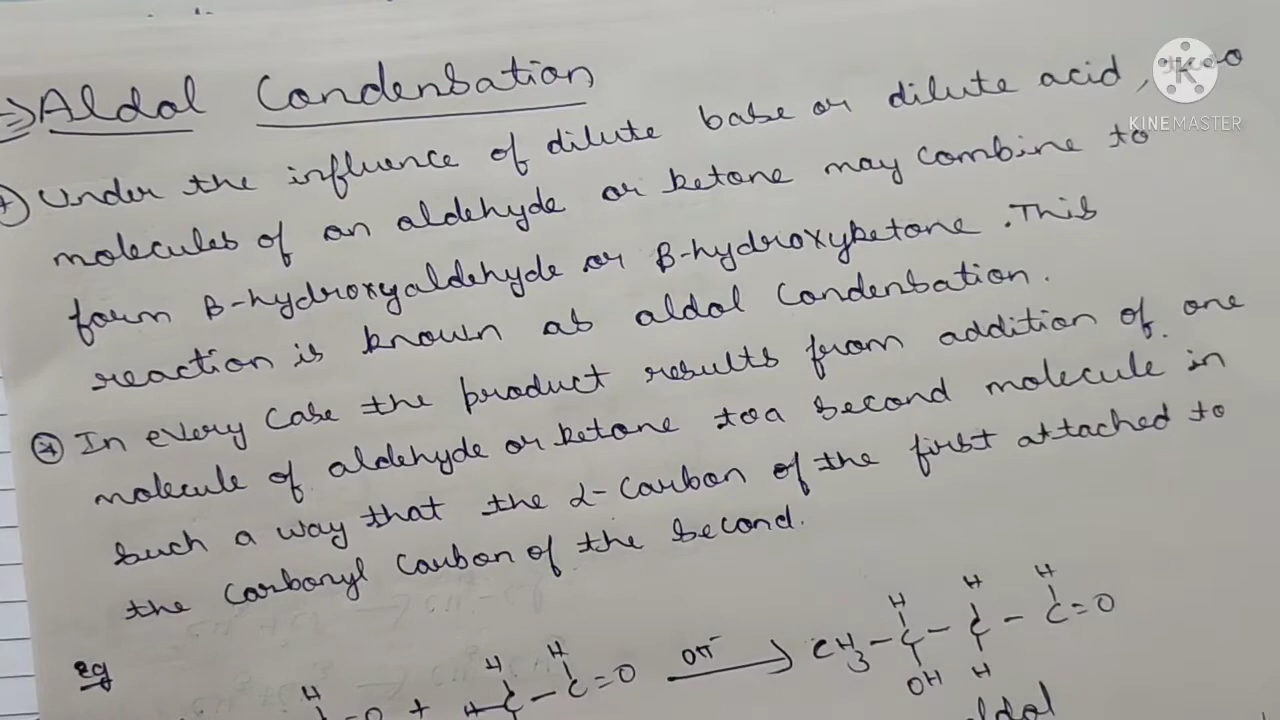 ⇒ Aldol Condensation
KINEMASTER
Under the influence of dilute base or dilute acid, two
molecules of an aldehyde or ketone may combine to
form β-hydroxyaldehyde or β-hydroxyketone. This
reaction is known as aldol condensation.
In every case the product results from addition of one
molecule of aldehyde or ketone to a second molecule in
such a way that the α-carbon of the first attached to
the carbonyl carbon of the second.
eg
H H H
CH3 - C - C - C = O
OH H
H H H
+ H - C - C = O OH⁻ →
aldol